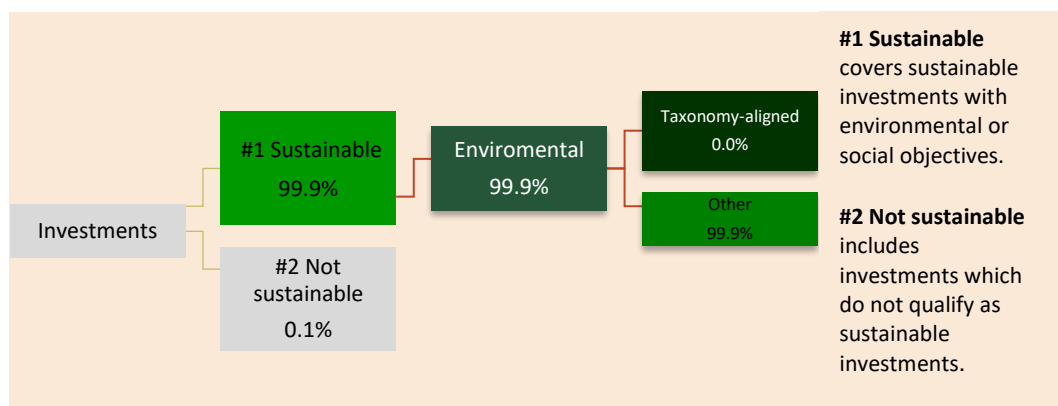 Investments
#1 Sustainable
99.9%
#2 Not
sustainable
0.1%
Enviromental
99.9%
Taxonomy-aligned
0.0%
Other
99.9%
#1 Sustainable
covers sustainable
investments with
environmental or
social objectives.
#2 Not sustainable
includes
investments which
do not qualify as
sustainable
investments.